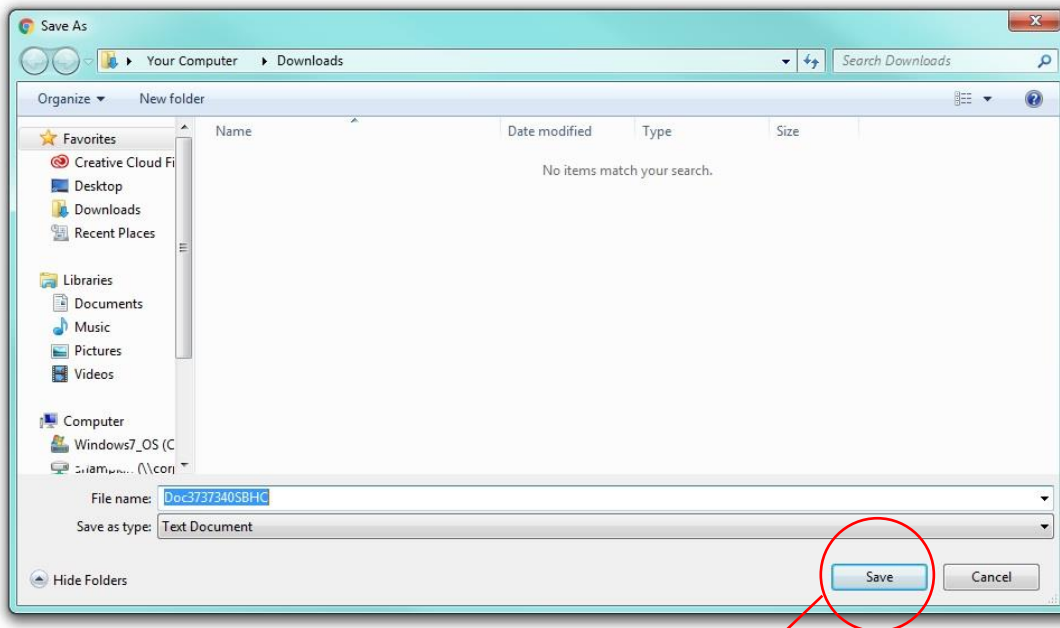 Save As
Your Computer Downloads
Search Downloads
Organize New folder
Name Date modified Type Size
No items match your search.
Favorites
Creative Cloud Fi
Desktop
Downloads
Recent Places
Libraries
Documents
Music
Pictures
Videos
Computer
Windows7_OS (C
(\\cor
File name: Doc3737340SBHC
Save as type: Text Document
Hide Folders Save Cancel